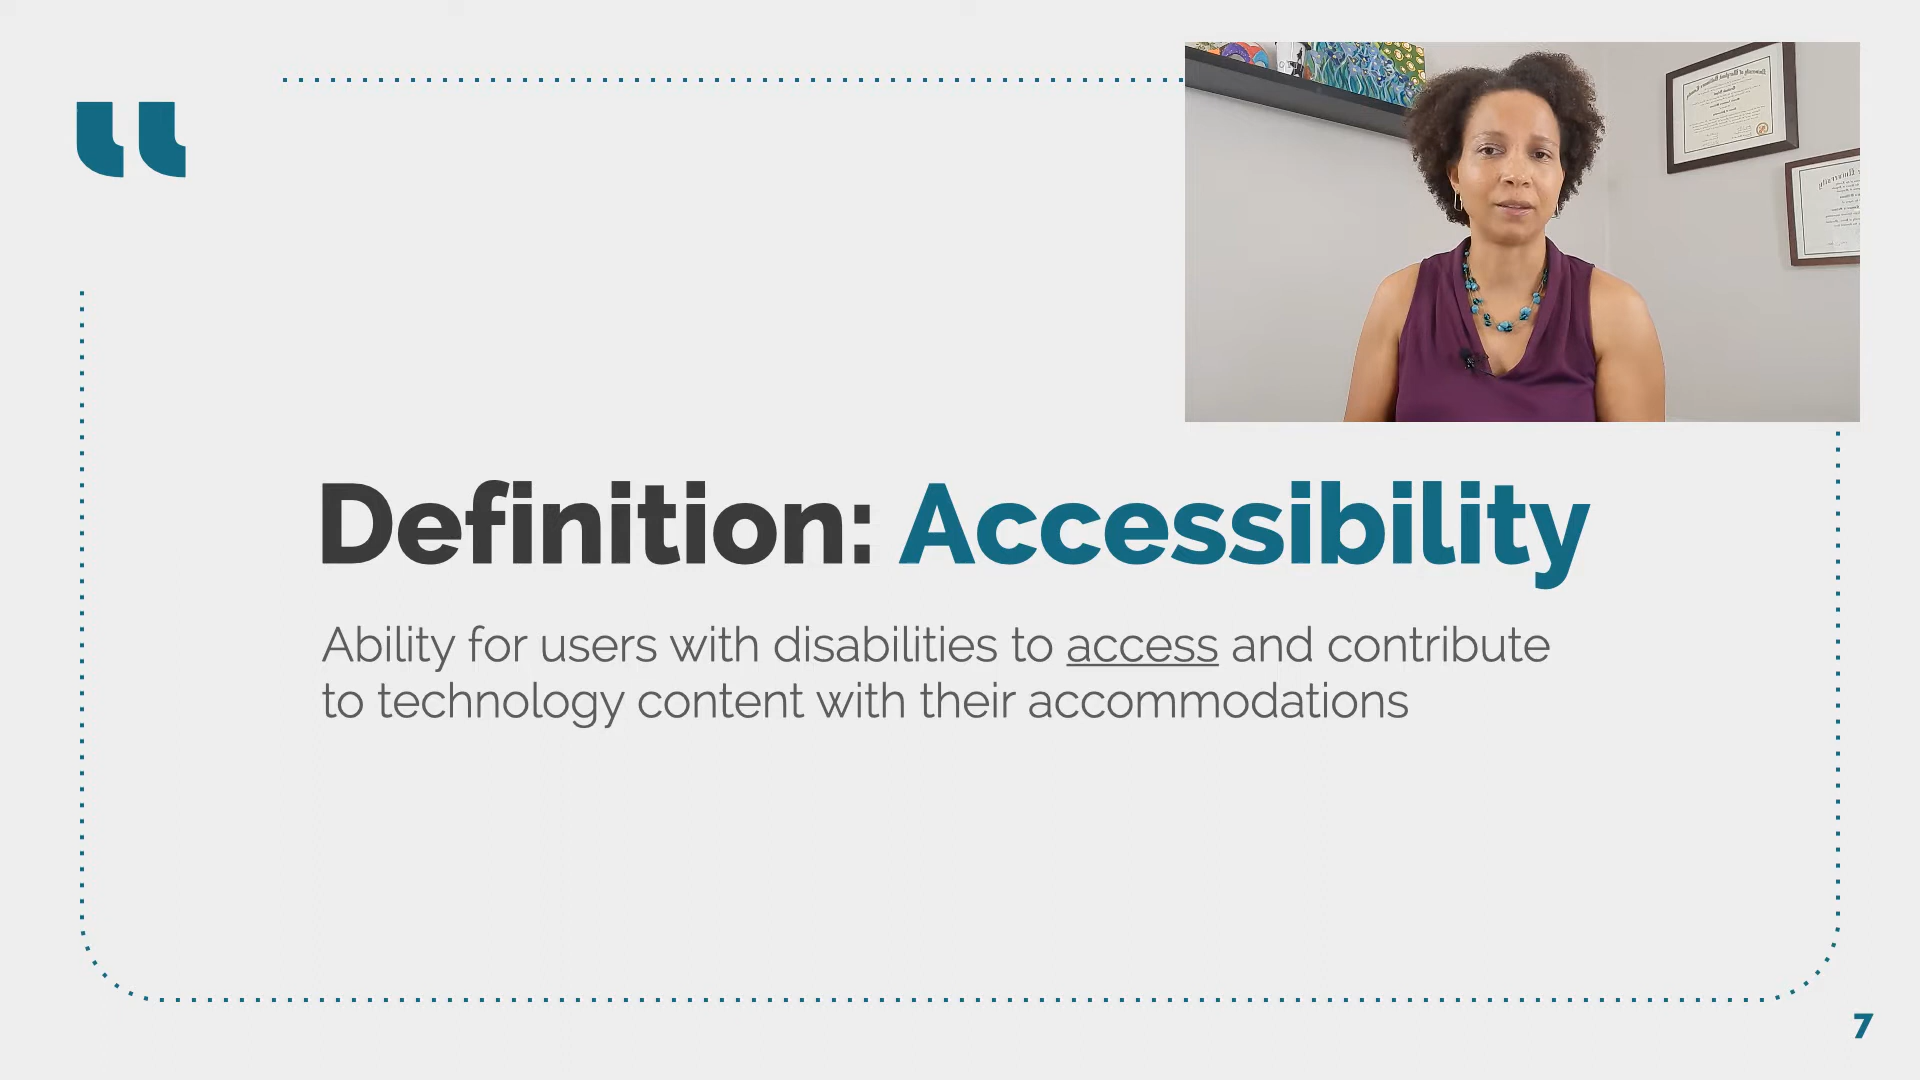 Definition: Accessibility
Ability for users with disabilities to access and contribute
to technology content with their accommodations
7